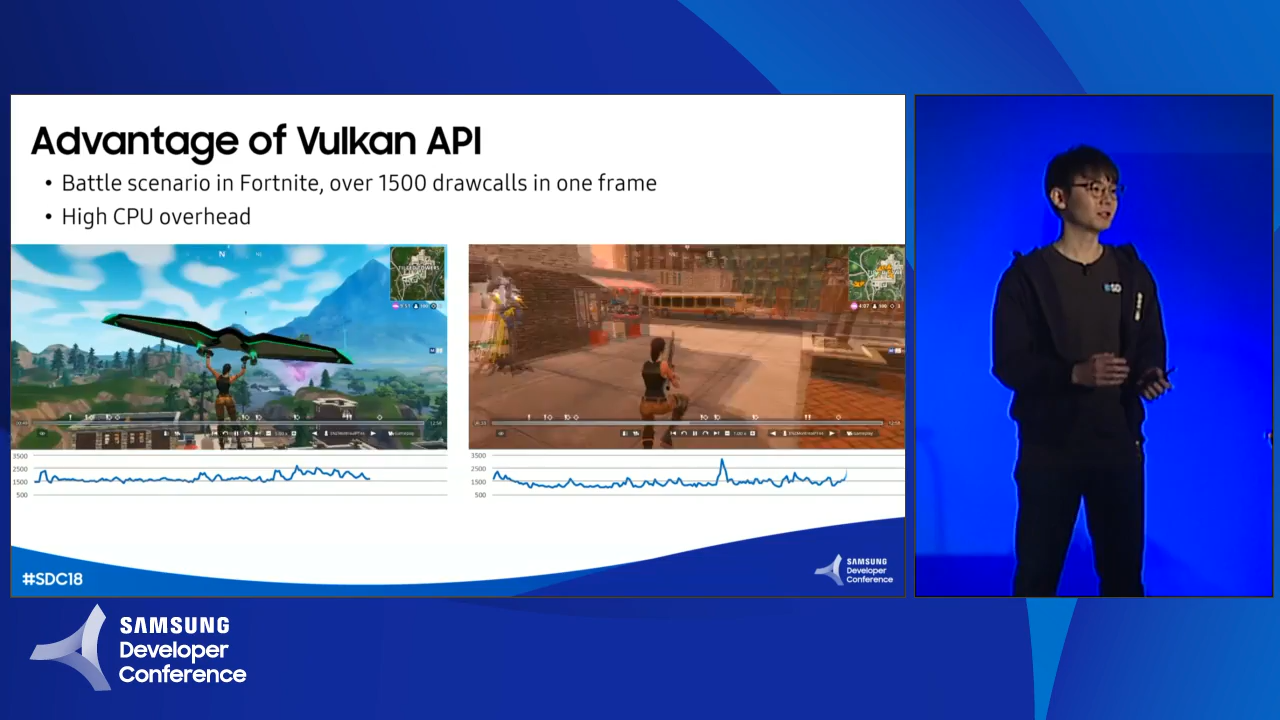 Advantage of Vulkan API
• Battle scenario in Fortnite, over 1500 drawcalls in one frame
• High CPU overhead
N
3500
2500
1500
500
3500
2500
1500
500
#SDC18
SAMSUNG
Developer
Conference
SAMSUNG
Developer
Conference